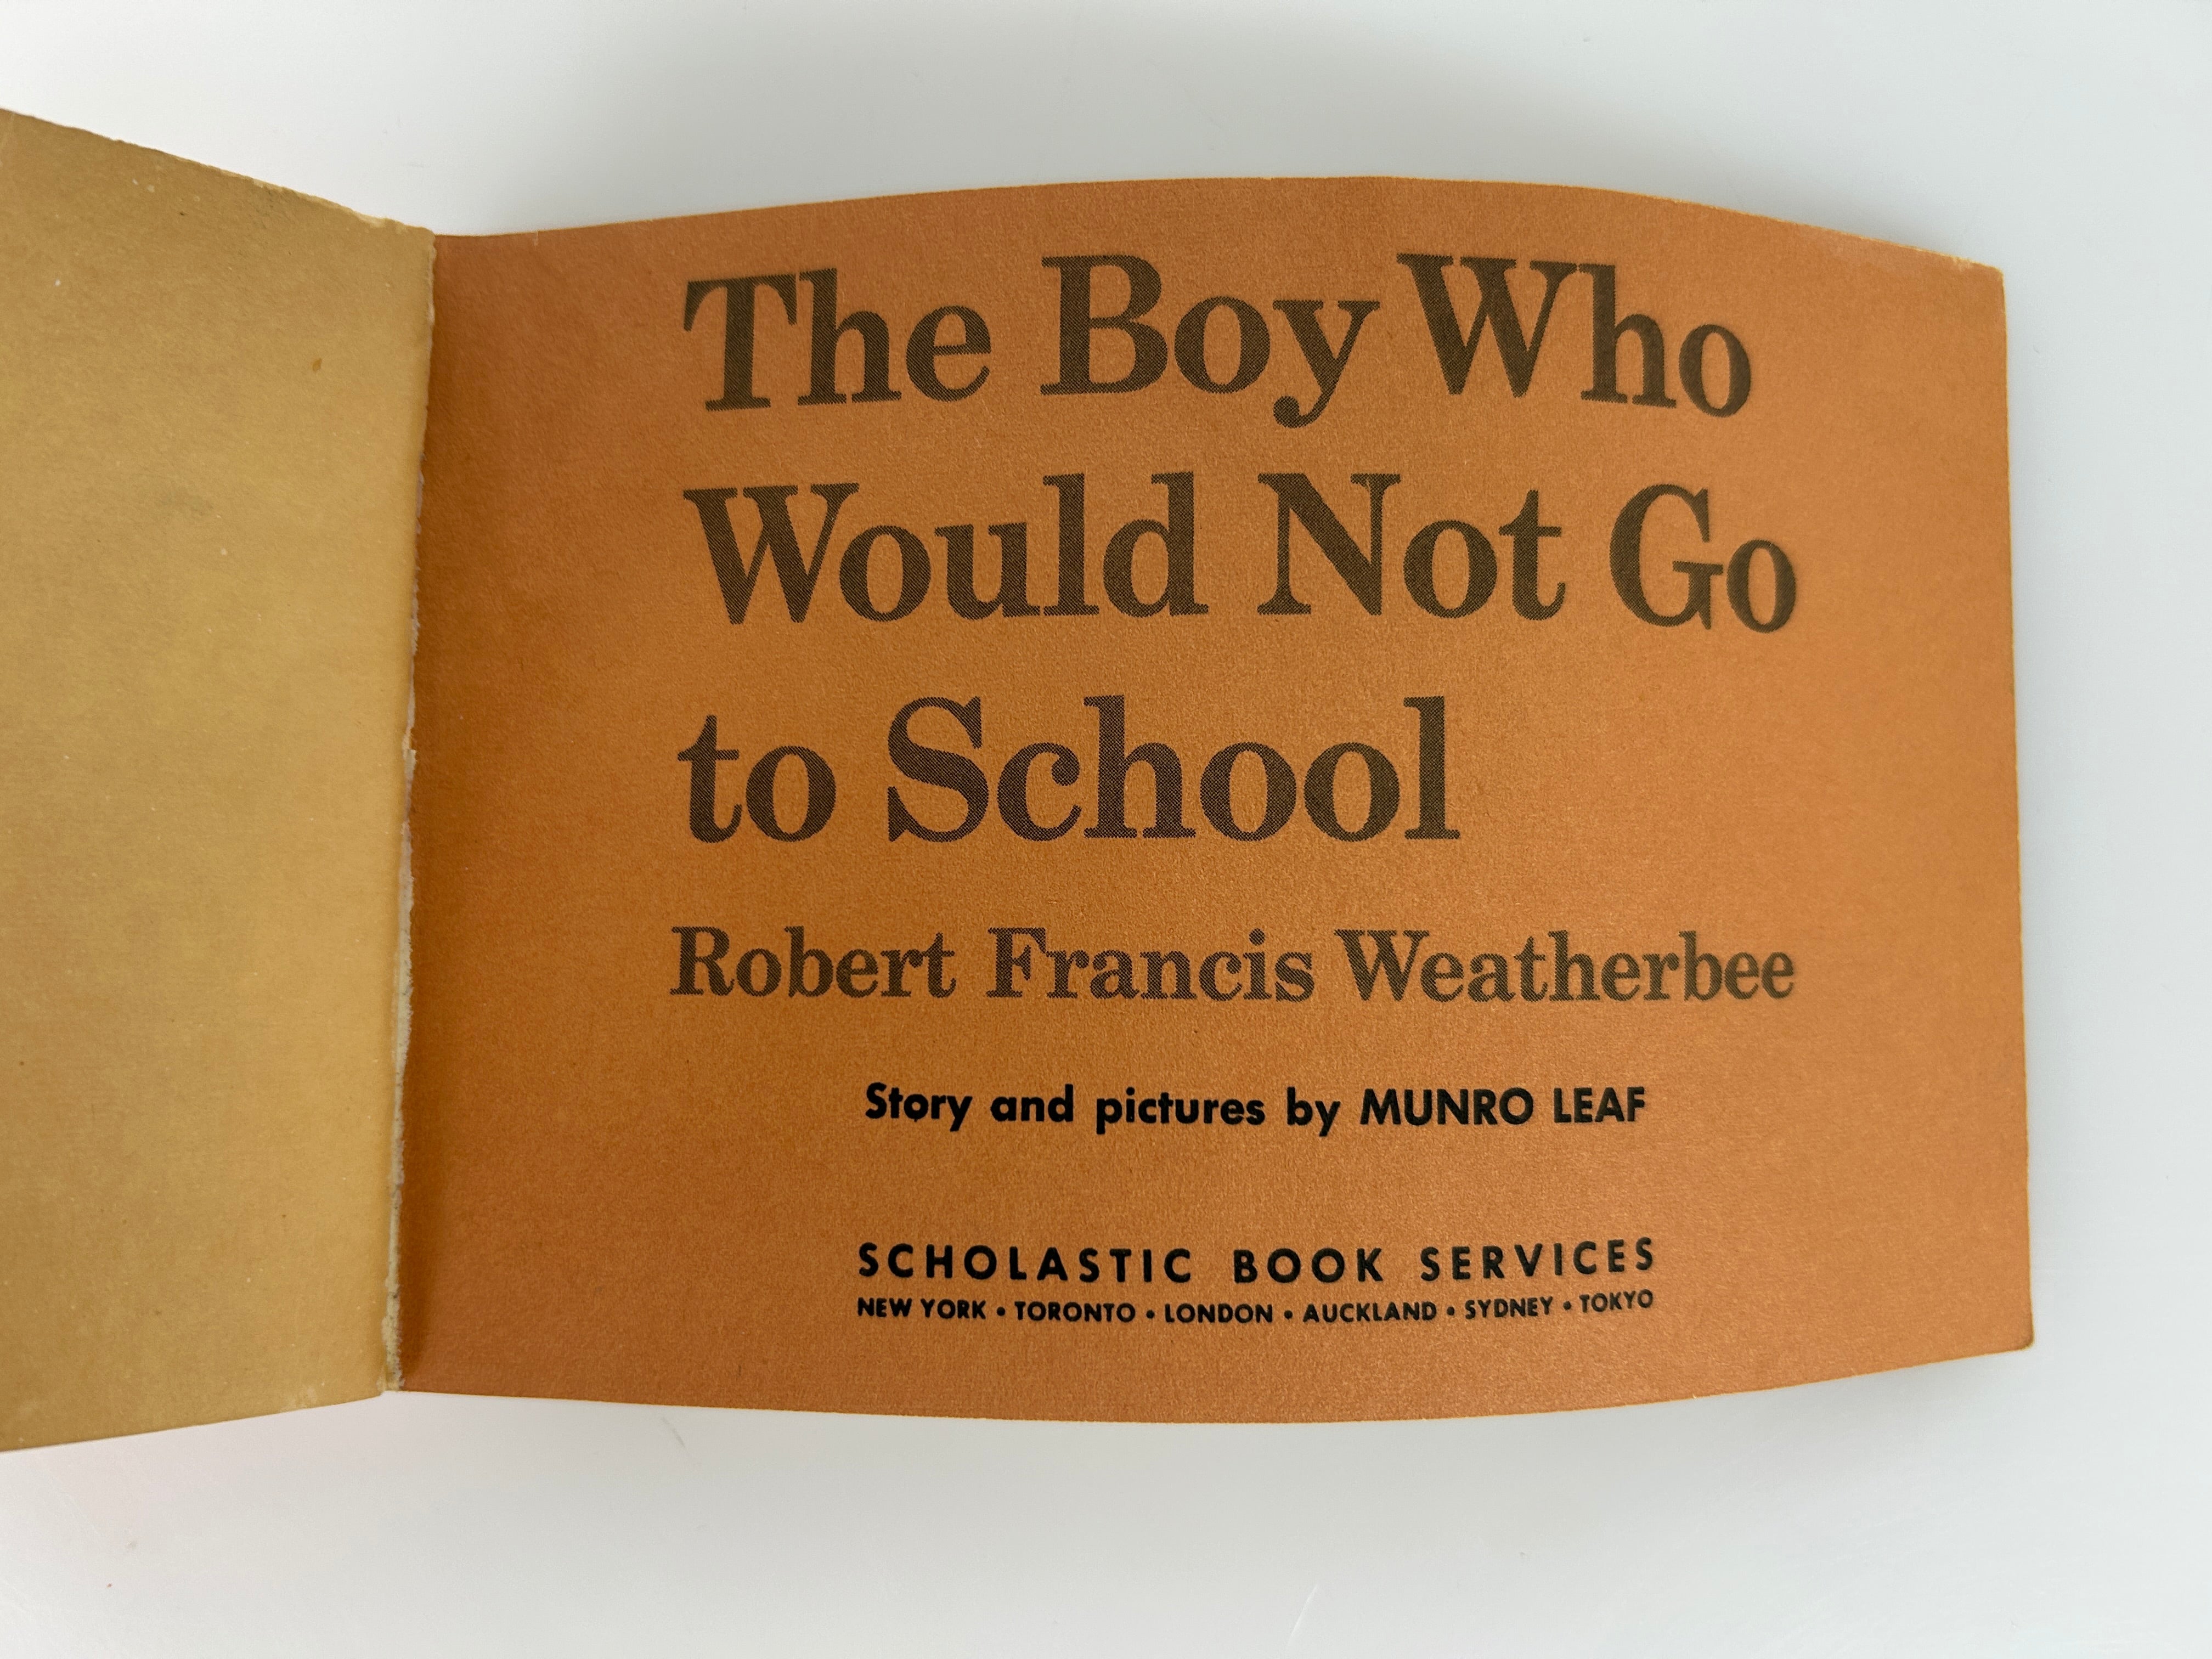 The Boy Who
Would Not Go
to School
Robert Francis Weatherbee
Story and pictures by MUNRO LEAF
SCHOLASTIC BOOK SERVICES
NEW YORK • TORONTO • LONDON • AUCKLAND • SYDNEY • TOKYO